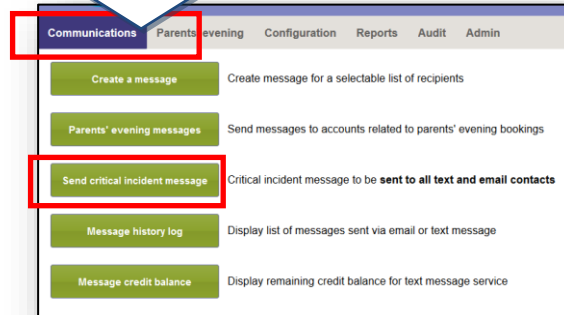 Communications Parents' evening Configuration Reports Audit Admin
Create a message Create message for a selectable list of recipients
Parents' evening messages Send messages to accounts related to parents' evening bookings
Send critical incident message Critical incident message to be sent to all text and email contacts
Message history log Display list of messages sent via email or text message
Message credit balance Display remaining credit balance for text message service